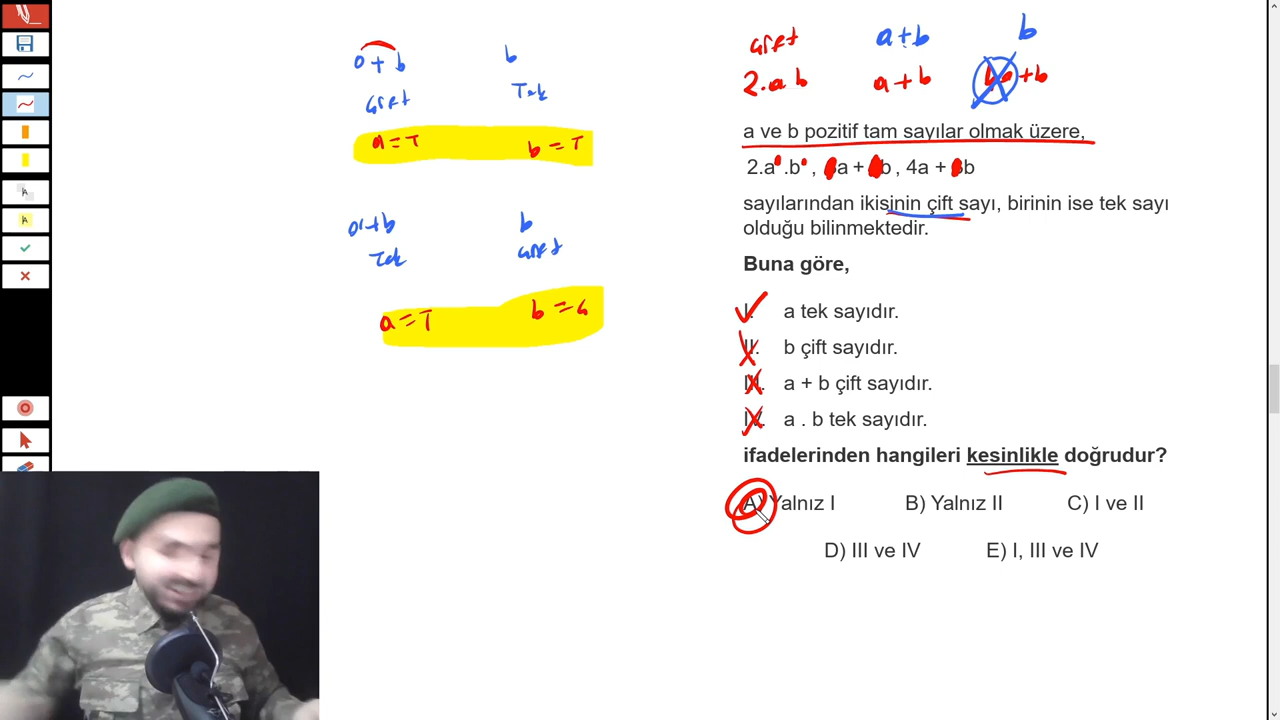 Çift a+b b
2.a b a + b +b
a ve b pozitif tam sayılar olmak üzere,
2.a .b , a + b , 4a + b
sayılarından ikisinin çift sayı, birinin ise tek sayı
olduğu bilinmektedir.
Buna göre,
I. a tek sayıdır.
II. b çift sayıdır.
III. a + b çift sayıdır.
IV. a . b tek sayıdır.
ifadelerinden hangileri kesinlikle doğrudur?
A) Yalnız I B) Yalnız II C) I ve II
D) III ve IV E) I, III ve IV
a + b b
Çift Tek
a = T b = T
a+b b
Tek Çift
a = T b = Ç